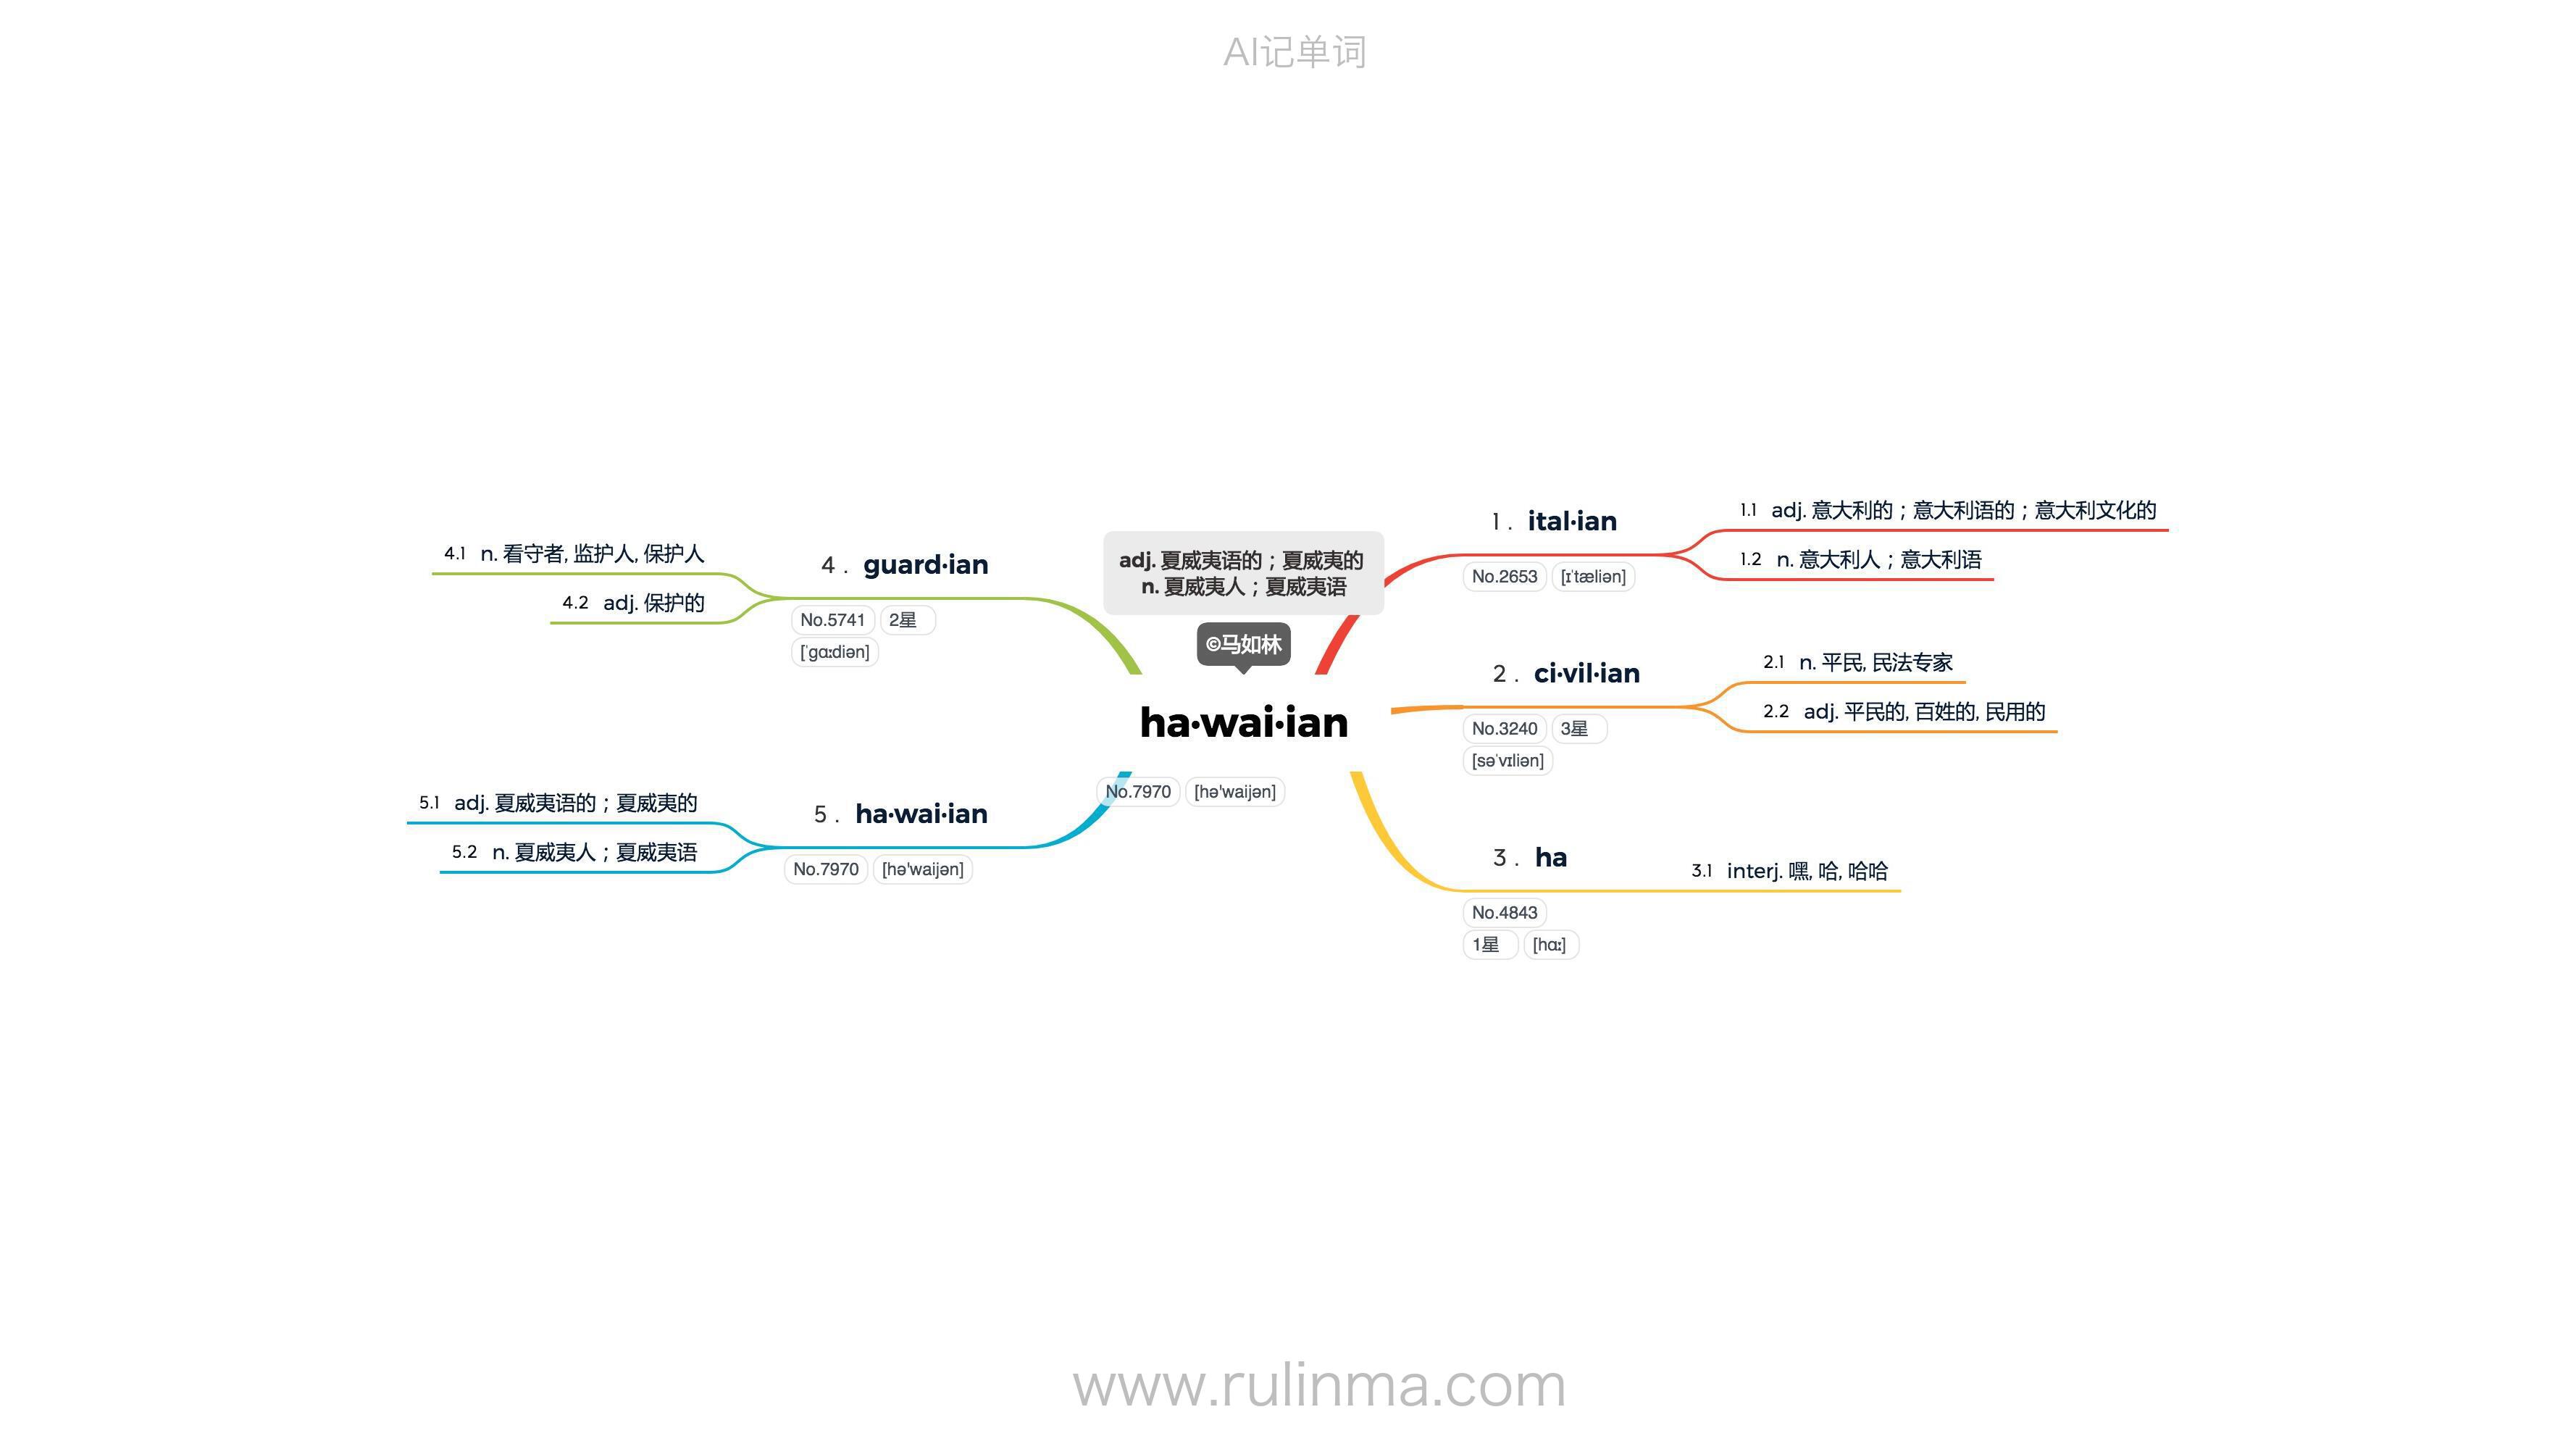 AI记单词
adj. 夏威夷语的；夏威夷的
n. 夏威夷人；夏威夷语
©马如林
ha·wai·ian
No.7970 [hə'waijən]
1 . ital·ian
No.2653 [ɪˈtæliən]
1.1 adj. 意大利的；意大利语的；意大利文化的
1.2 n. 意大利人；意大利语
2 . ci·vil·ian
No.3240 3星
[səˈvɪliən]
2.1 n. 平民, 民法专家
2.2 adj. 平民的, 百姓的, 民用的
3 . ha
No.4843
1星 [hɑː]
3.1 interj. 嘿, 哈, 哈哈
4 . guard·ian
No.5741 2星
[ˈɡɑːdiən]
4.1 n. 看守者, 监护人, 保护人
4.2 adj. 保护的
5 . ha·wai·ian
No.7970 [hə'waijən]
5.1 adj. 夏威夷语的；夏威夷的
5.2 n. 夏威夷人；夏威夷语
www.rulinma.com